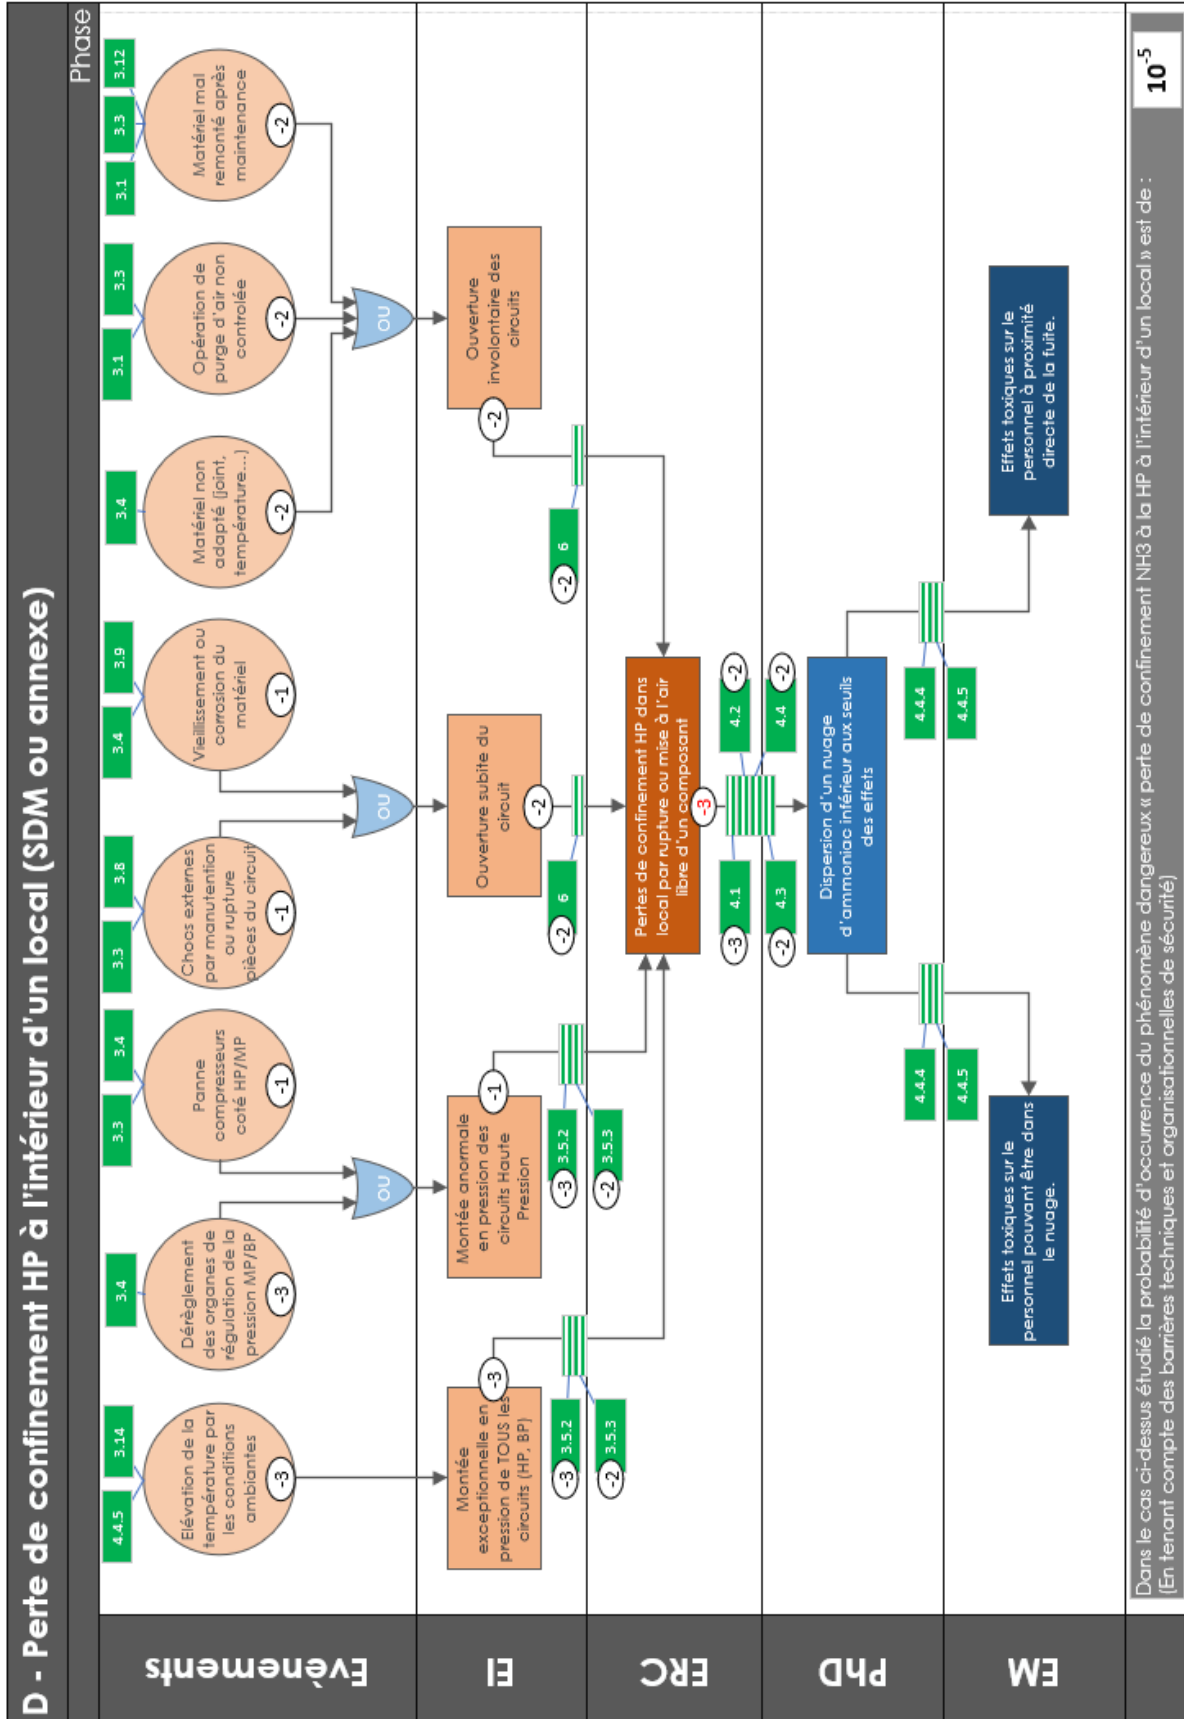 D - Perte de confinement HP à l'intérieur d'un local (SDM ou annexe)
Phase
Evènements
4.4.5
3.14
3.4
3.3
3.4
3.3
3.8
3.4
3.9
3.4
3.1
3.3
3.1
3.3
3.12
Elévation de la
température par
les conditions
ambiantes
-3
Dérèglement
des organes de
régulation de la
pression MP/BP
-3
Panne
compresseurs
coté HP/MP
-1
Chocs externes
par manutention
ou rupture
pièces du circuit
-1
Vieillissement ou
corrosion du
matériel
-1
Matériel non
adapté (joint,
température...)
-2
Opération de
purge d'air non
controlée
-2
Matériel mal
remonté après
maintenance
-2
OU
OU
OU
EI
Montée
exceptionnelle en
pression de TOUS les
circuits (HP, BP)
-3
Montée anormale
en pression des
circuits Haute
Pression
-1
Ouverture subite du
circuit
-2
Ouverture
involontaire des
circuits
-2
-3
3.5.2
-2
3.5.3
-3
3.5.2
-2
3.5.3
-2
6
-2
6
ERC
Pertes de confinement HP dans
local par rupture ou mise à l'air
libre d'un composant
-3
-3
4.1
4.2
-2
-2
4.3
4.4
-2
PhD
Dispersion d'un nuage
d'ammoniac inférieur aux seuils
des effets
4.4.4
4.4.5
4.4.4
4.4.5
EM
Effets toxiques sur le
personnel pouvant être dans
le nuage.
Effets toxiques sur le
personnel à proximité
directe de la fuite.
Dans le cas ci-dessus étudié la probabilité d'occurrence du phénomène dangereux « perte de confinement NH3 à la HP à l'intérieur d'un local » est de :
(En tenant compte des barrières techniques et organisationnelles de sécurité)
10-5